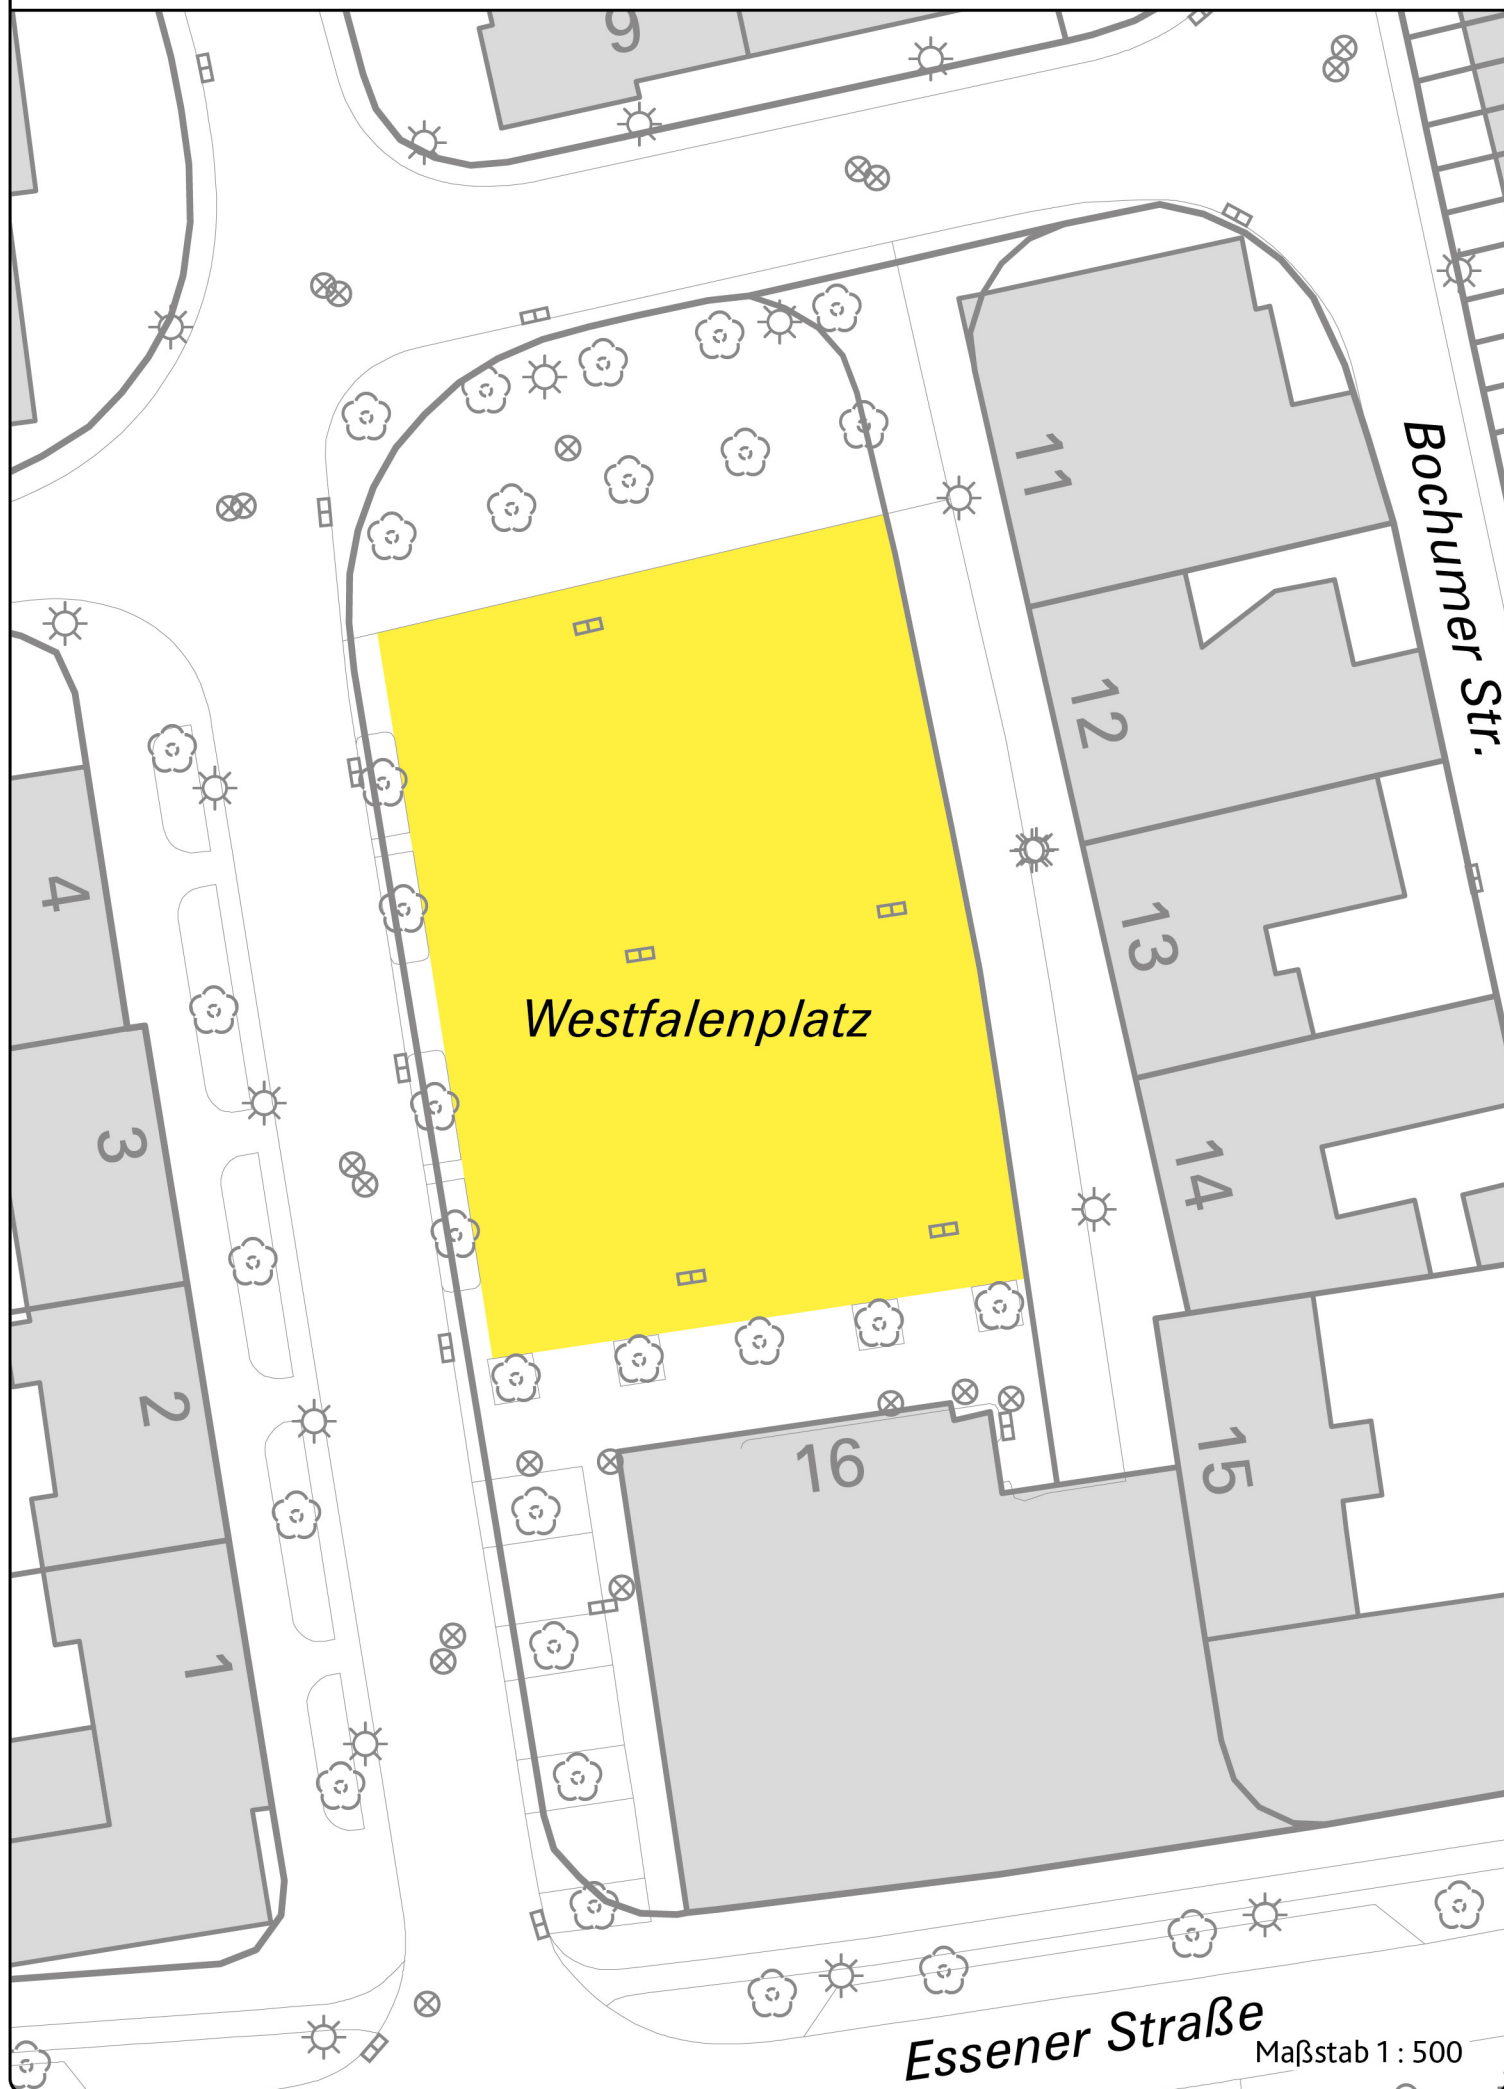 9
11
Bochumer Str.
12
4
13
Westfalenplatz
3
14
2
16
15
1
Essener Straße
Maßstab 1 : 500